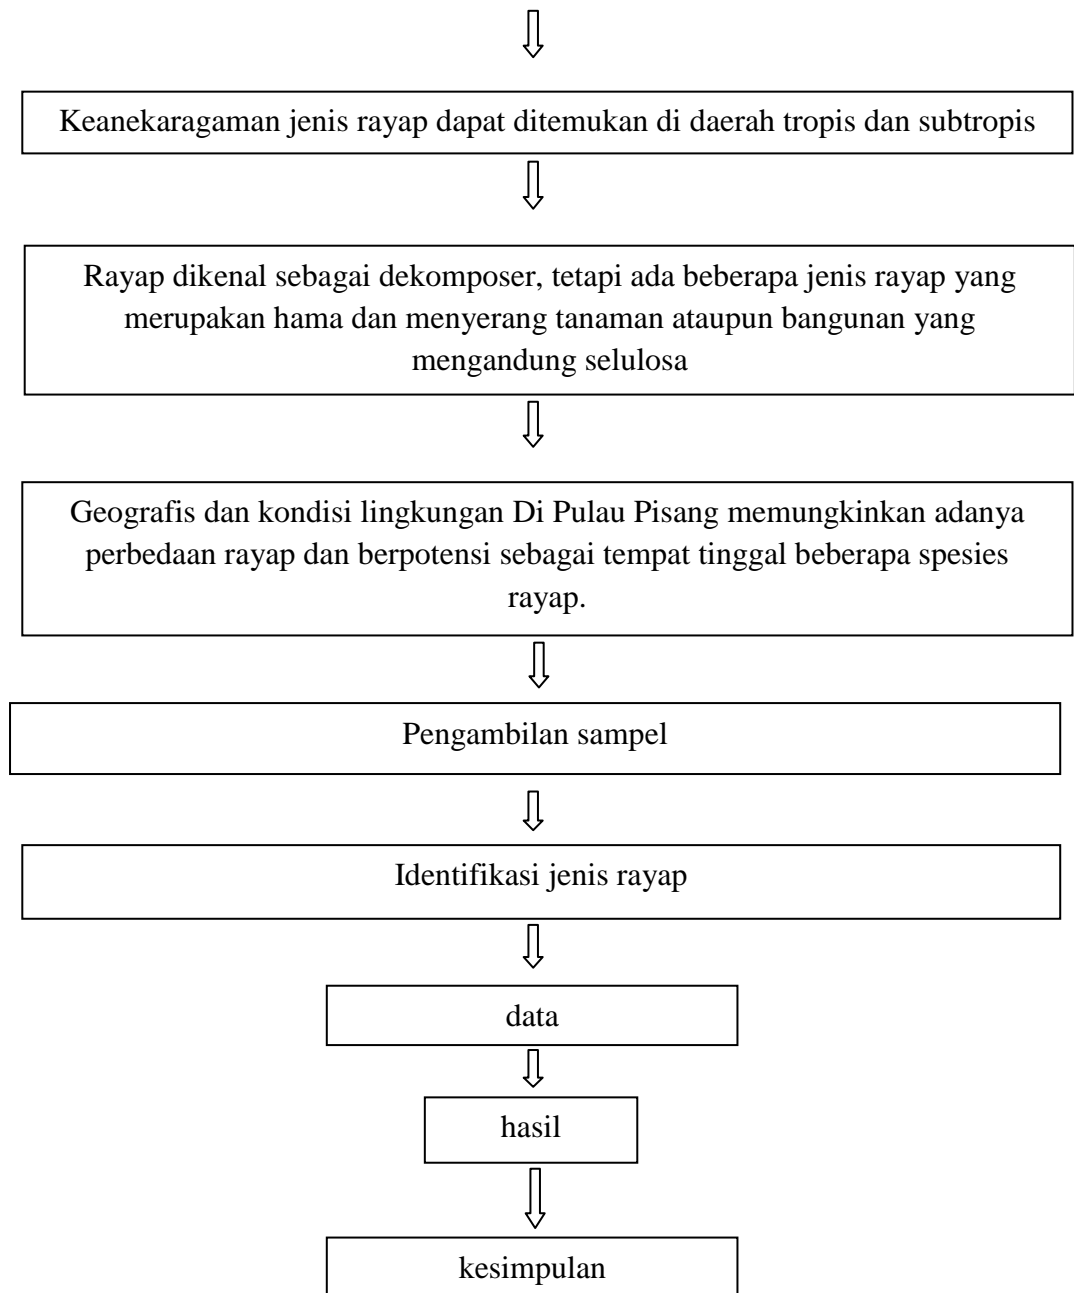 Keanekaragaman jenis rayap dapat ditemukan di daerah tropis dan subtropis
Rayap dikenal sebagai dekomposer, tetapi ada beberapa jenis rayap yang
merupakan hama dan menyerang tanaman ataupun bangunan yang
mengandung selulosa
Geografis dan kondisi lingkungan Di Pulau Pisang memungkinkan adanya
perbedaan rayap dan berpotensi sebagai tempat tinggal beberapa spesies
rayap.
Pengambilan sampel
Identifikasi jenis rayap
data
hasil
kesimpulan